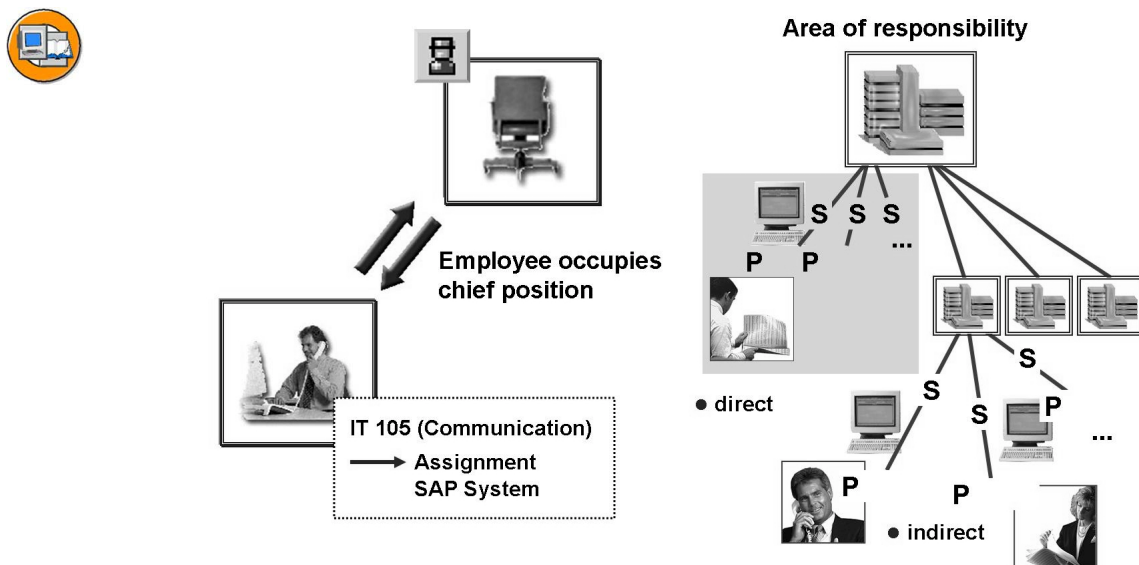 Area of responsibility
S S S
...
P P
Employee occupies
chief position
S
● direct
S
S
P
...
IT 105 (Communication)
Assignment
SAP System
P
P
● indirect